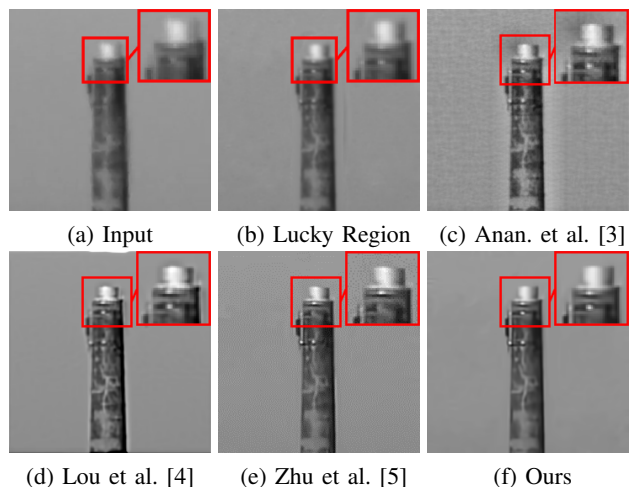 (a) Input
(b) Lucky Region
(c) Anan. et al. [3]
(d) Lou et al. [4]
(e) Zhu et al. [5]
(f) Ours